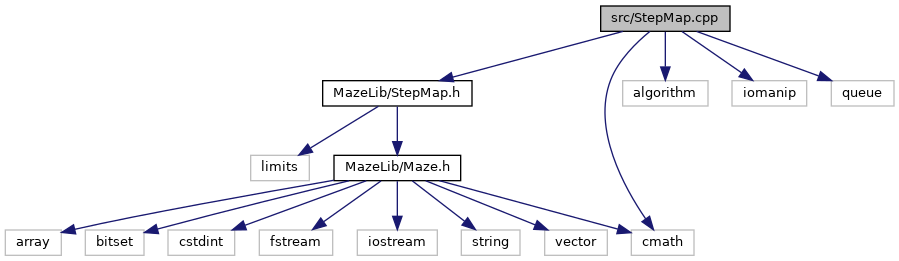 src/StepMap.cpp
MazeLib/StepMap.h
algorithm
iomanip
queue
limits
MazeLib/Maze.h
array
bitset
cstdint
fstream
iostream
string
vector
cmath